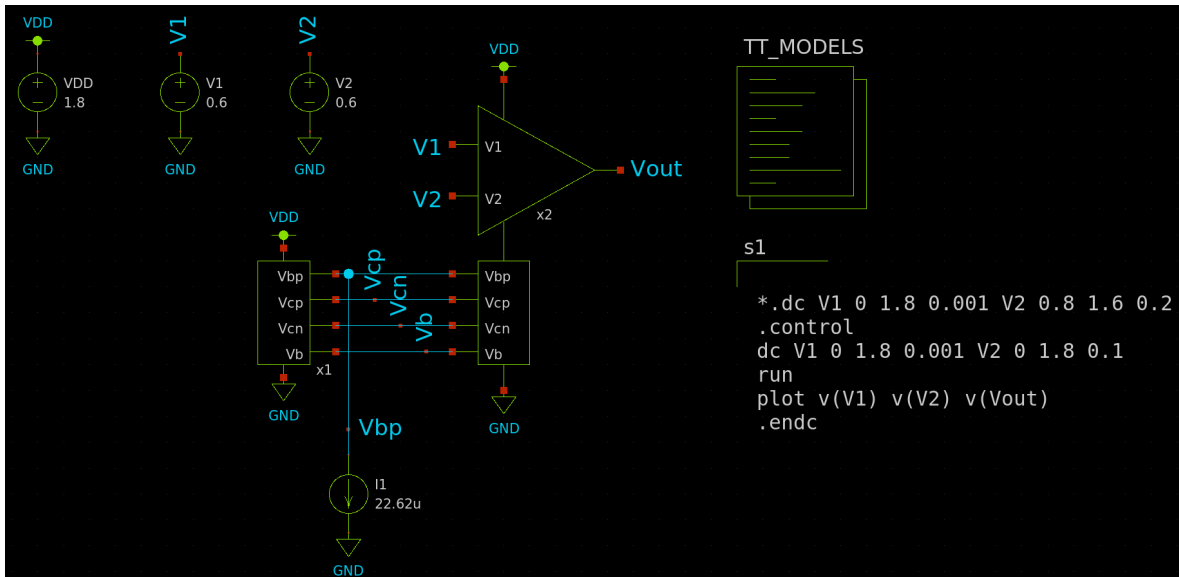 VDD
VDD
1.8
GND
V1
V1
0.6
GND
V2
V2
0.6
GND
VDD
V1
V2
V1
V2
x2
Vout
TT_MODELS
VDD
Vbp
Vcp
Vcn
Vb
x1
GND
Vcp
Vcn
Vb
Vbp
Vcp
Vcn
Vb
GND
Vbp
I1
22.62u
GND
s1
*.dc V1 0 1.8 0.001 V2 0.8 1.6 0.2
.control
dc V1 0 1.8 0.001 V2 0 1.8 0.1
run
plot v(V1) v(V2) v(Vout)
.endc